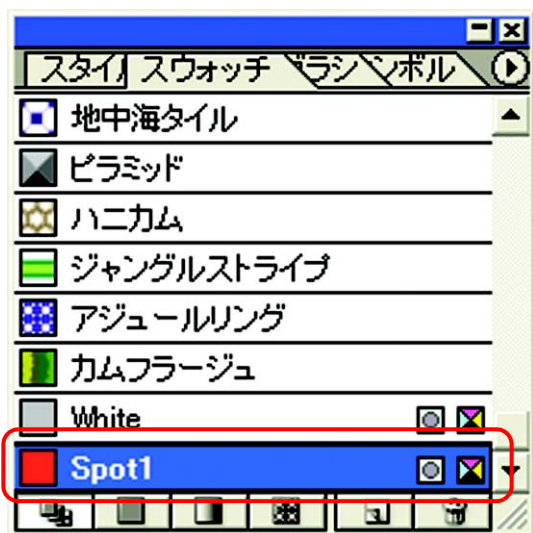 スタイル スウォッチ ブラシ シンボル
地中海タイル
ピラミッド
ハニカム
ジャングルストライプ
アジュールリング
カムフラージュ
White
Spot1